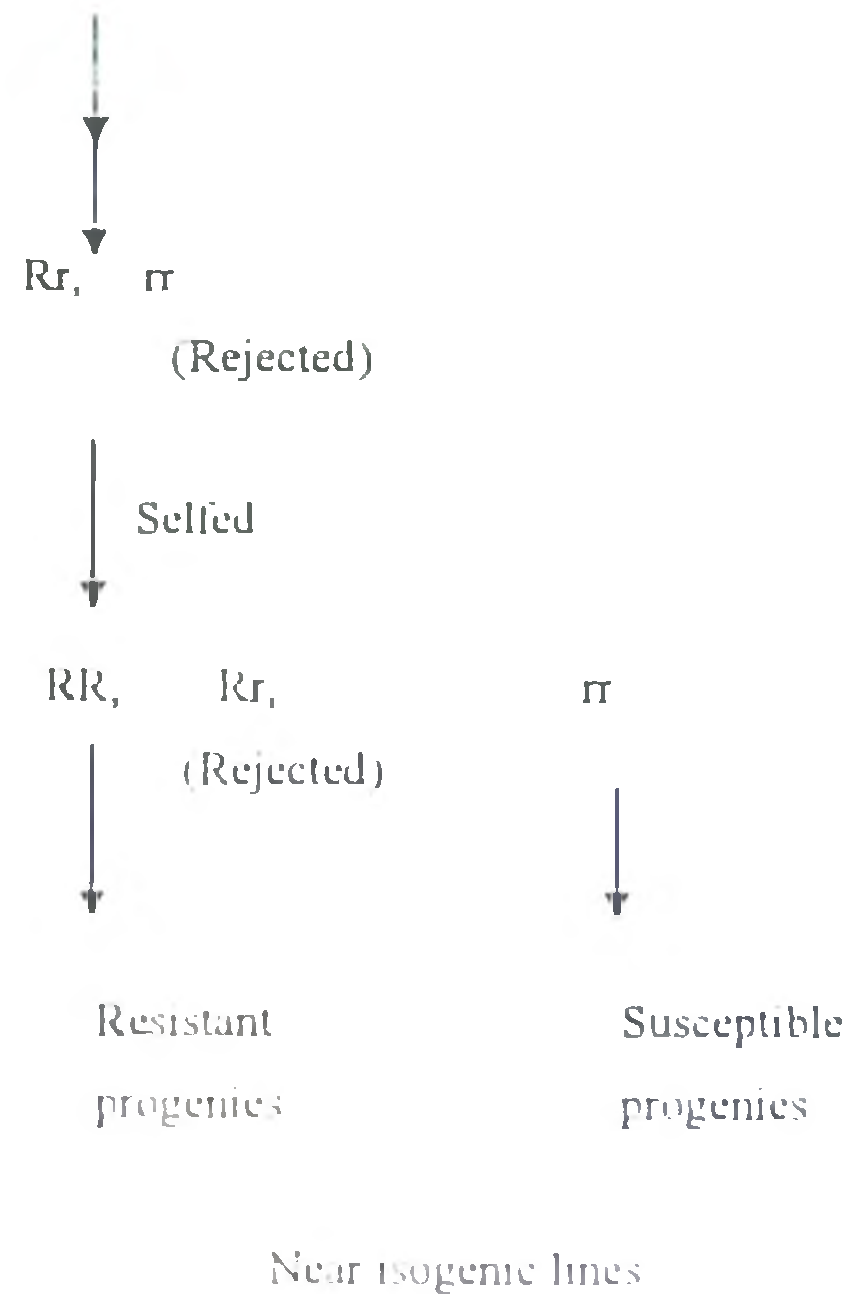 Rr, rr
(Rejected)
Selfed
RR, Rr, rr
(Rejected)
Resistant Susceptible
progenies progenies
Near isogenic lines